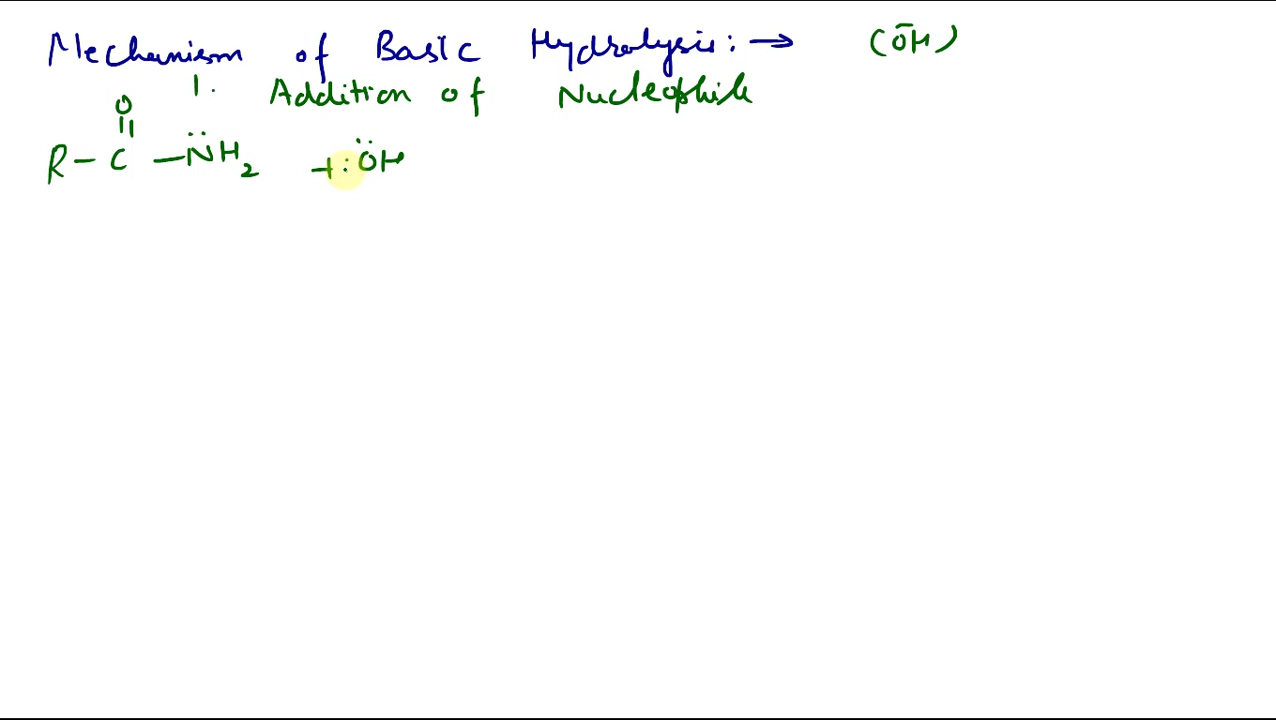 Mechanism of Basic Hydrolysis: → (ŌH)
1. Addition of Nucleophile
O
||
R – C – N̈H₂ + :ÖH